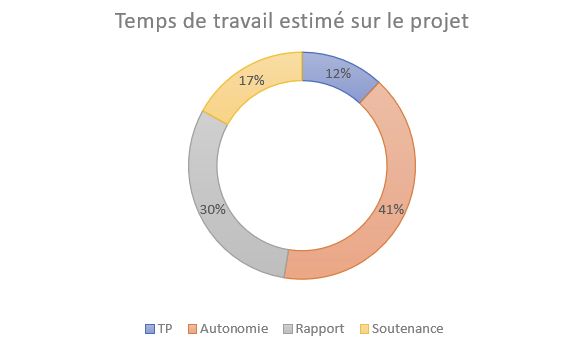 Temps de travail estimé sur le projet
12%
17%
41%
30%
TP Autonomie Rapport Soutenance